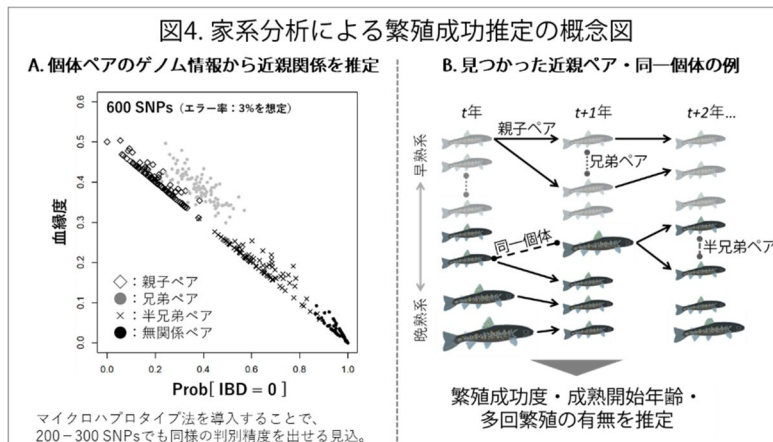 図4. 家系分析による繁殖成功推定の概念図
A. 個体ペアのゲノム情報から近親関係を推定
600 SNPs（エラー率：3%を想定）
血縁度
0.6
0.5
0.4
0.3
0.2
0.1
0.0
◇：親子ペア
●：兄弟ペア
×：半兄弟ペア
●：無関係ペア
0.0 0.2 0.4 0.6 0.8 1.0
Prob[ IBD = 0 ]
マイクロハプロタイプ法を導入することで、
200－300 SNPsでも同様の判別精度を出せる見込。
B. 見つかった近親ペア・同一個体の例
t年
t+1年
t+2年...
早熟系
晩熟系
親子ペア
兄弟ペア
同一個体
半兄弟ペア
繁殖成功度・成熟開始年齢・
多回繁殖の有無を推定